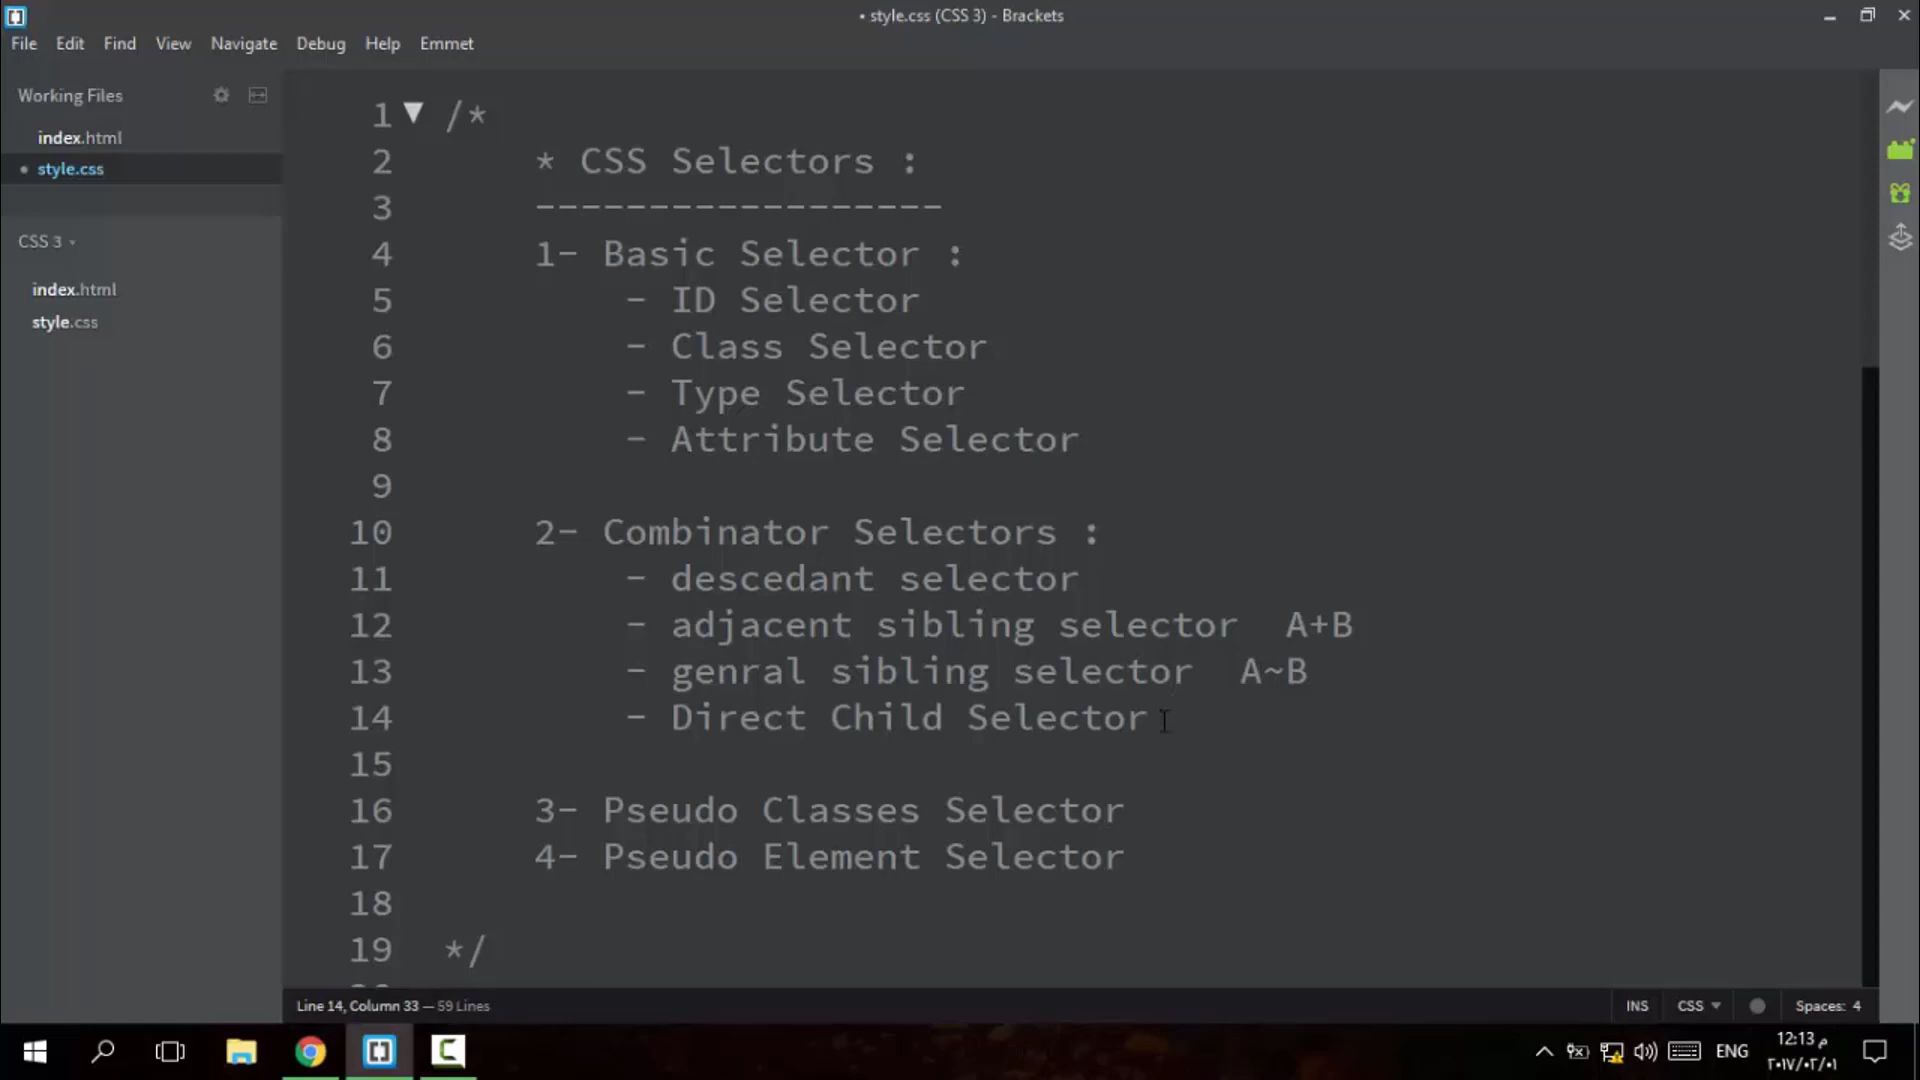 • style.css (CSS 3) - Brackets
File Edit Find View Navigate Debug Help Emmet
Working Files
index.html
• style.css
CSS 3
index.html
style.css
1 /*
2 * CSS Selectors :
3 ------------------
4 1- Basic Selector :
5 - ID Selector
6 - Class Selector
7 - Type Selector
8 - Attribute Selector
9
10 2- Combinator Selectors :
11 - descedant selector
12 - adjacent sibling selector A+B
13 - genral sibling selector A~B
14 - Direct Child Selector
15
16 3- Pseudo Classes Selector
17 4- Pseudo Element Selector
18
19 */
Line 14, Column 33 — 59 Lines
INS CSS Spaces: 4
ENG
12:13 م
٢٠١٧/٠٢/٠١